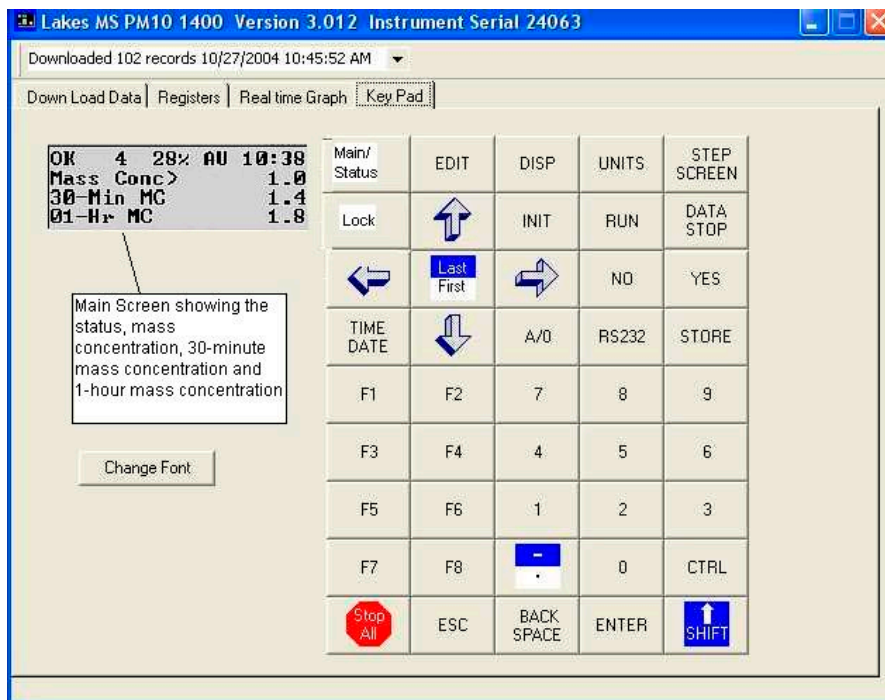 Lakes MS PM10 1400 Version 3.012 Instrument Serial 24063
Downloaded 102 records 10/27/2004 10:45:52 AM
Down Load Data Registers Real time Graph Key Pad
OK 4 28% AU 10:38
Mass Conc> 1.0
30-Min MC 1.4
01-Hr MC 1.8
Main Screen showing the
status, mass
concentration, 30-minute
mass concentration and
1-hour mass concentration
Change Font
Main/
Status
EDIT
DISP
UNITS
STEP
SCREEN
Lock
INIT
RUN
DATA
STOP
Last
First
NO
YES
TIME
DATE
A/O
RS232
STORE
F1
F2
7
8
9
F3
F4
4
5
6
F5
F6
1
2
3
F7
F8
-
.
0
CTRL
Stop
All
ESC
BACK
SPACE
ENTER
SHIFT